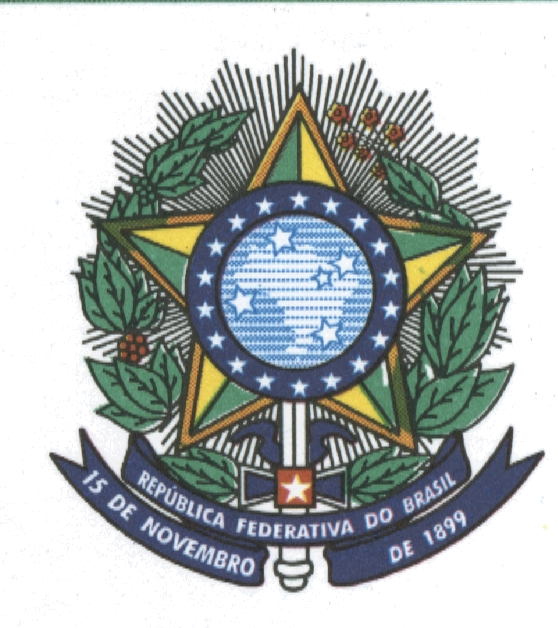 REPÚBLICA FEDERATIVA DO BRASIL
15 DE NOVEMBRO
DE 1899